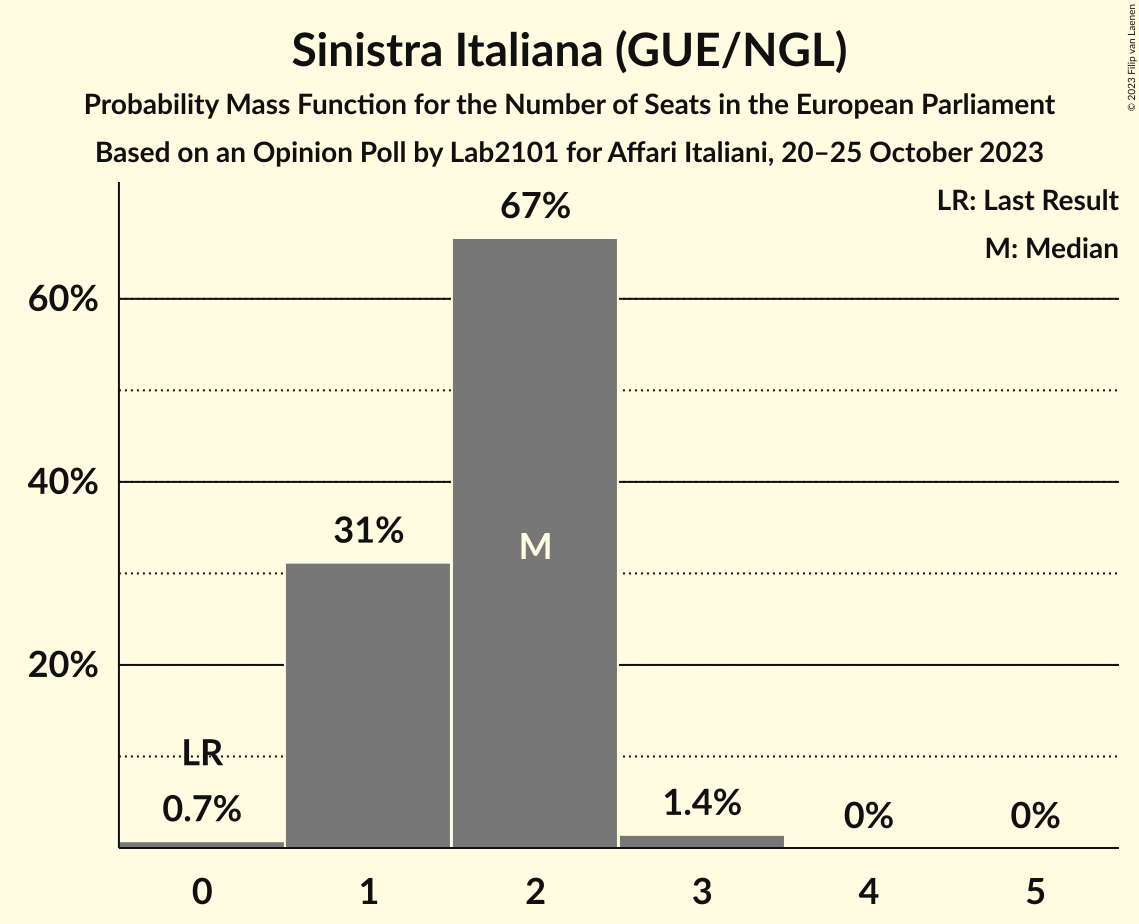 Sinistra Italiana (GUE/NGL)
Probability Mass Function for the Number of Seats in the European Parliament
Based on an Opinion Poll by Lab2101 for Affari Italiani, 20–25 October 2023
© 2023 Filip van Laenen
LR: Last Result
M: Median
67%
60%
40%
31%
M
20%
LR
0.7%
1.4%
0%
0%
0 1 2 3 4 5